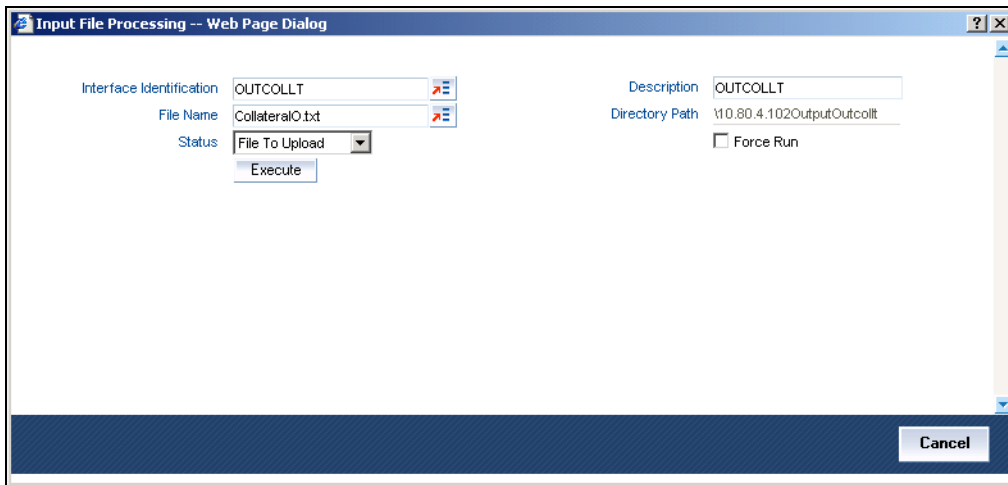 Input File Processing -- Web Page Dialog
Interface Identification OUTCOLLT Description OUTCOLLT
File Name CollateralO.txt Directory Path \10.80.4.102OutputOutcollt
Status File To Upload Force Run
Execute
Cancel